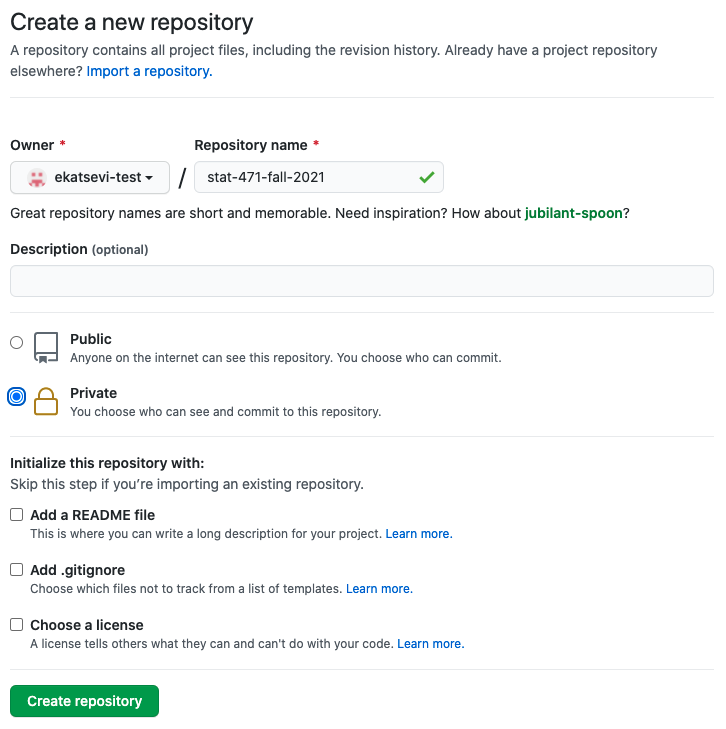 Create a new repository
A repository contains all project files, including the revision history. Already have a project repository
elsewhere? Import a repository.
Owner * Repository name *
ekatsevi-test / stat-471-fall-2021
Great repository names are short and memorable. Need inspiration? How about jubilant-spoon?
Description (optional)
Public
Anyone on the internet can see this repository. You choose who can commit.
Private
You choose who can see and commit to this repository.
Initialize this repository with:
Skip this step if you’re importing an existing repository.
Add a README file
This is where you can write a long description for your project. Learn more.
Add .gitignore
Choose which files not to track from a list of templates. Learn more.
Choose a license
A license tells others what they can and can't do with your code. Learn more.
Create repository